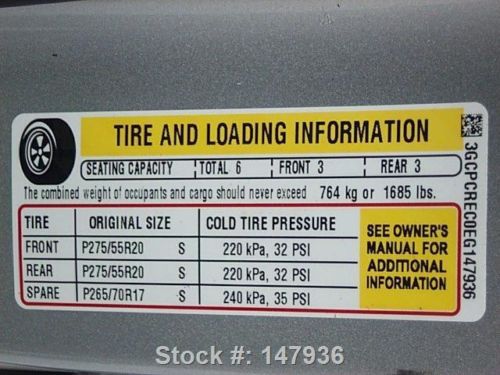 TIRE AND LOADING INFORMATION
SEATING CAPACITY TOTAL 6 FRONT 3 REAR 3
The combined weight of occupants and cargo should never exceed 764 kg or 1685 lbs.
TIRE ORIGINAL SIZE COLD TIRE PRESSURE
FRONT P275/55R20 S 220 kPa, 32 PSI
REAR P275/55R20 S 220 kPa, 32 PSI
SPARE P265/70R17 S 240 kPa, 35 PSI
SEE OWNER'S
MANUAL FOR
ADDITIONAL
INFORMATION
3GCPCREC0EG147936
Stock #: 147936